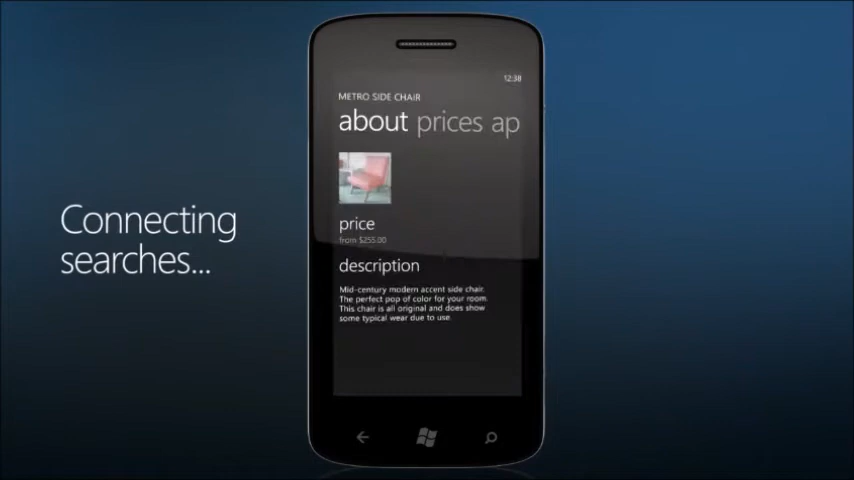 Connecting
searches...
12:38
METRO SIDE CHAIR
about prices ap
price
from $255.00
description
Mid-century modern accent side chair.
The perfect pop of color for your room.
This chair is all original and does show
some typical wear due to use.